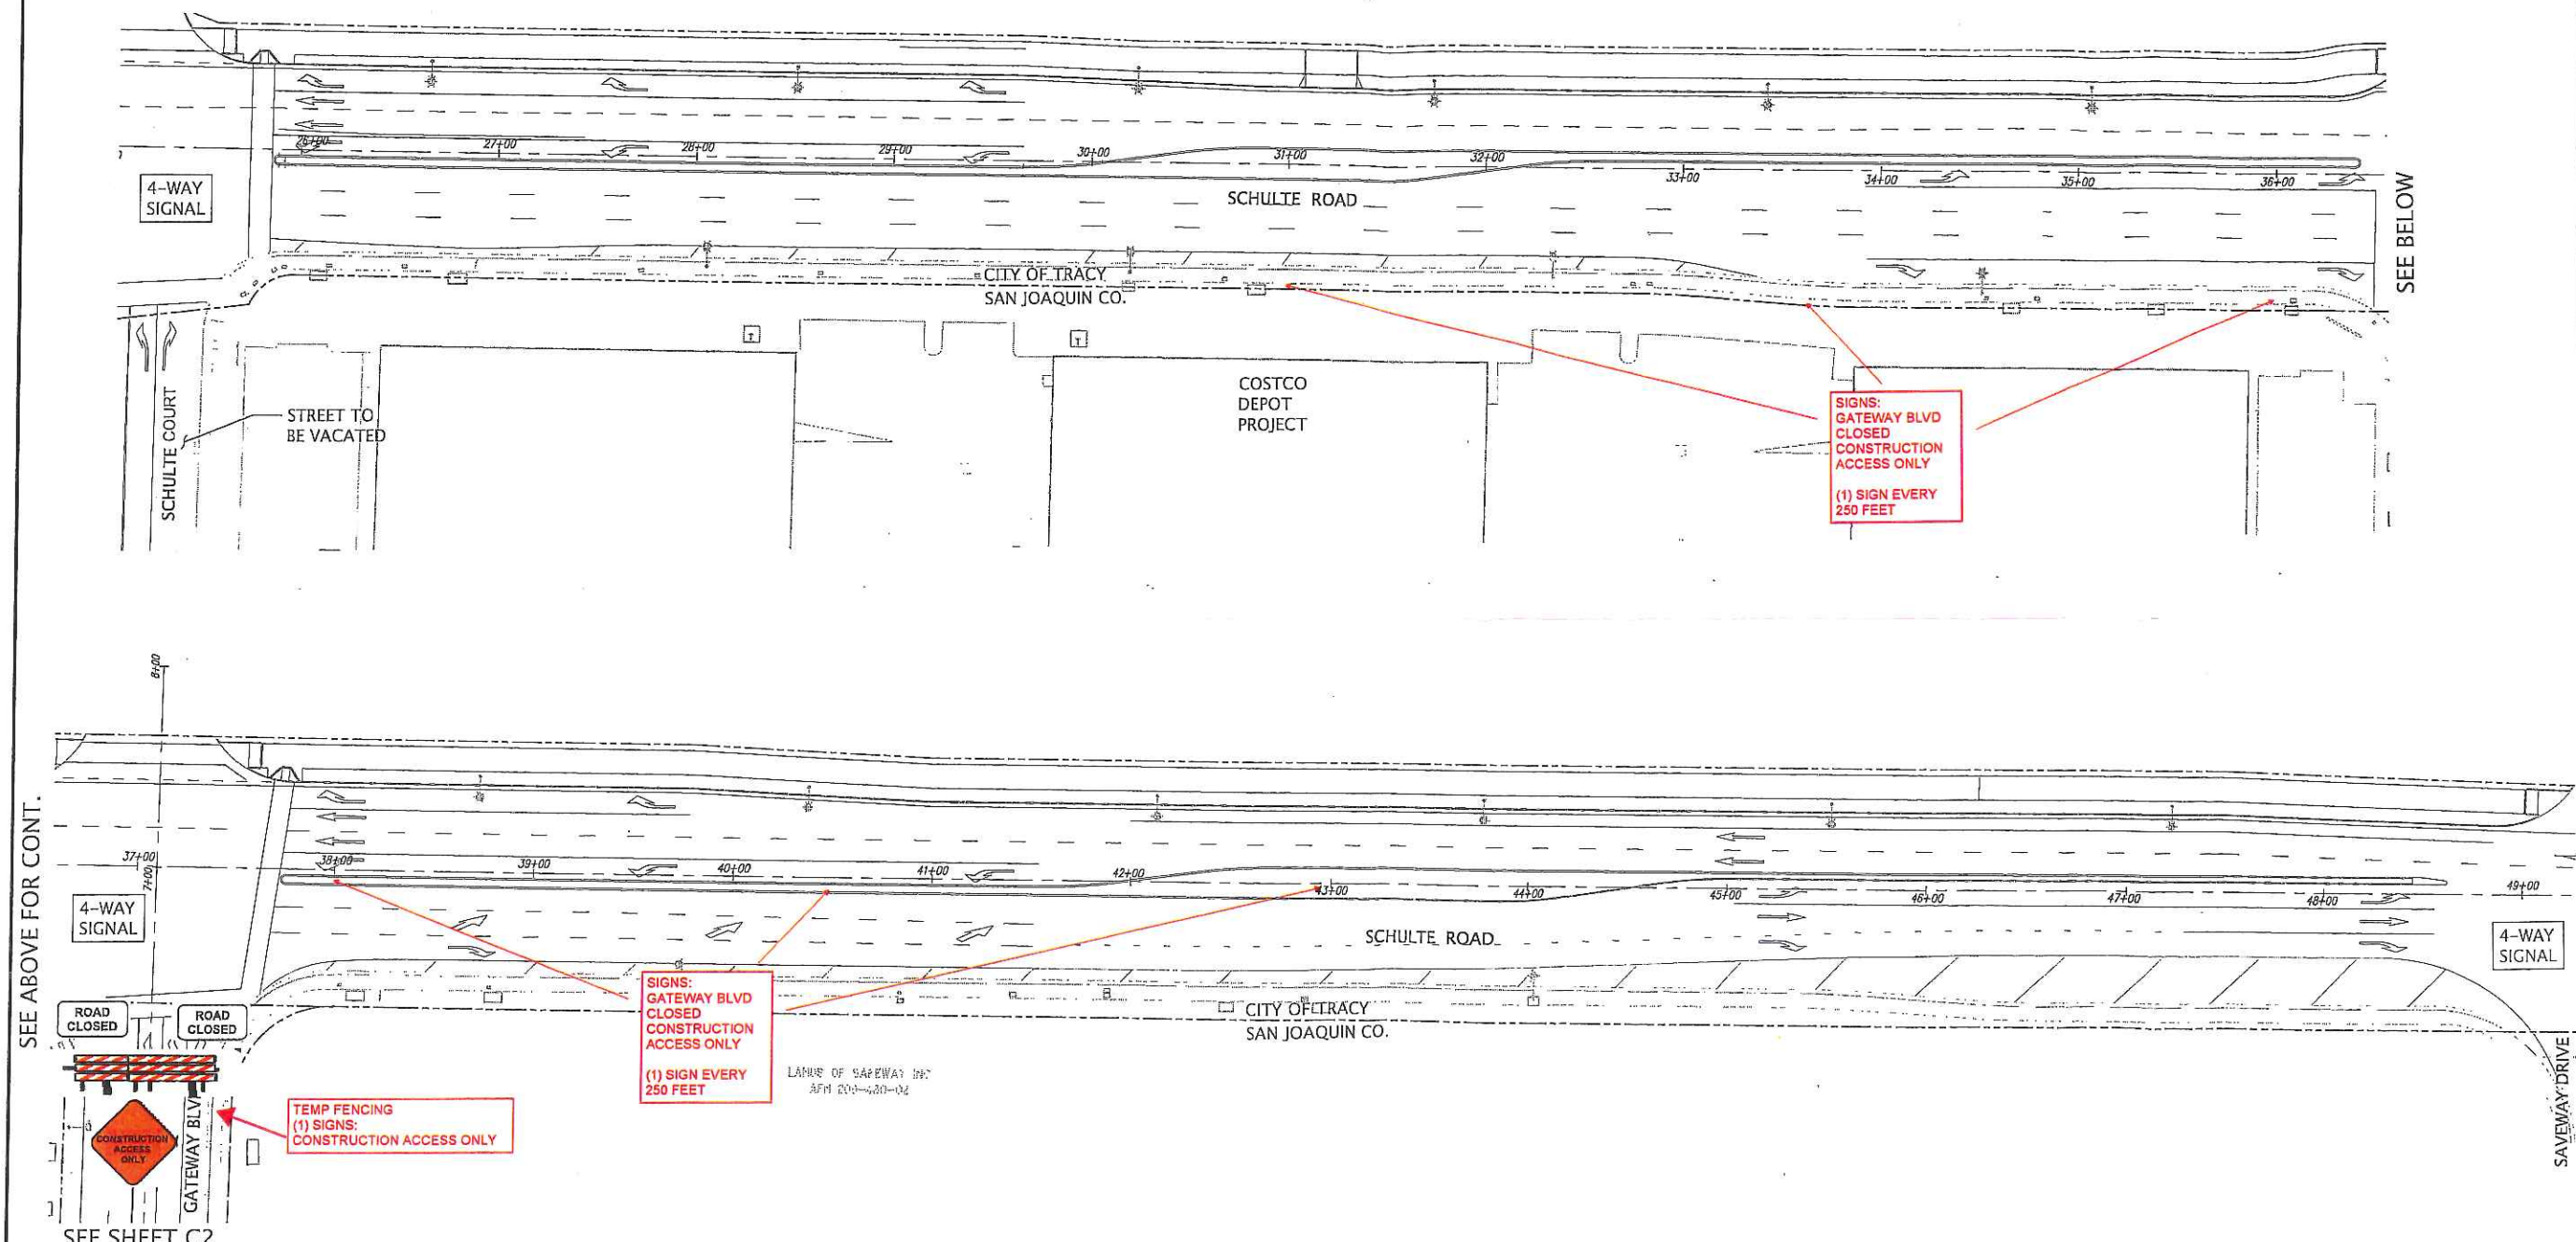 4-WAY
SIGNAL
26+00
27+00
28+00
29+00
30+00
31+00
32+00
33+00
34+00
35+00
36+00
SCHULTE ROAD
SEE BELOW
CITY OF TRACY
SAN JOAQUIN CO.
T
T
SCHULTE COURT
STREET TO
BE VACATED
COSTCO
DEPOT
PROJECT
SIGNS:
GATEWAY BLVD
CLOSED
CONSTRUCTION
ACCESS ONLY
(1) SIGN EVERY
250 FEET
8+00
SEE ABOVE FOR CONT.
37+00
7+00
38+00
39+00
40+00
41+00
42+00
43+00
44+00
45+00
46+00
47+00
48+00
49+00
4-WAY
SIGNAL
SCHULTE ROAD
4-WAY
SIGNAL
ROAD
CLOSED
ROAD
CLOSED
SIGNS:
GATEWAY BLVD
CLOSED
CONSTRUCTION
ACCESS ONLY
(1) SIGN EVERY
250 FEET
CITY OF TRACY
SAN JOAQUIN CO.
LANDS OF SAFEWAY INC
TEMP FENCING
(1) SIGNS:
CONSTRUCTION ACCESS ONLY
CONSTRUCTION
ACCESS
ONLY
GATEWAY BLV
SAVEWAY DRIVE
SEE SHEET C2